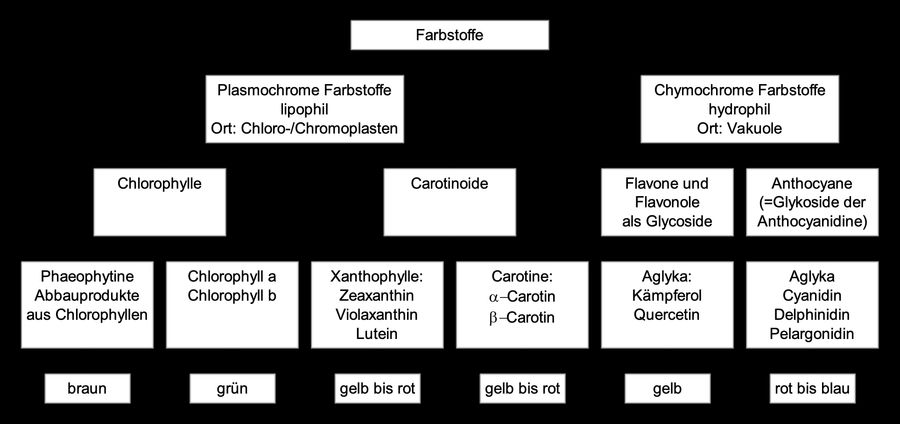 Farbstoffe
Plasmochrome Farbstoffe
lipophil
Ort: Chloro-/Chromoplasten
Chymochrome Farbstoffe
hydrophil
Ort: Vakuole
Chlorophylle
Carotinoide
Flavone und
Flavonole
als Glycoside
Anthocyane
(=Glykoside der
Anthocyanidine)
Phaeophytine
Abbauprodukte
aus Chlorophyllen
Chlorophyll a
Chlorophyll b
Xanthophylle:
Zeaxanthin
Violaxanthin
Lutein
Carotine:
α–Carotin
β–Carotin
Aglyka:
Kämpferol
Quercetin
Aglyka
Cyanidin
Delphinidin
Pelargonidin
braun
grün
gelb bis rot
gelb bis rot
gelb
rot bis blau